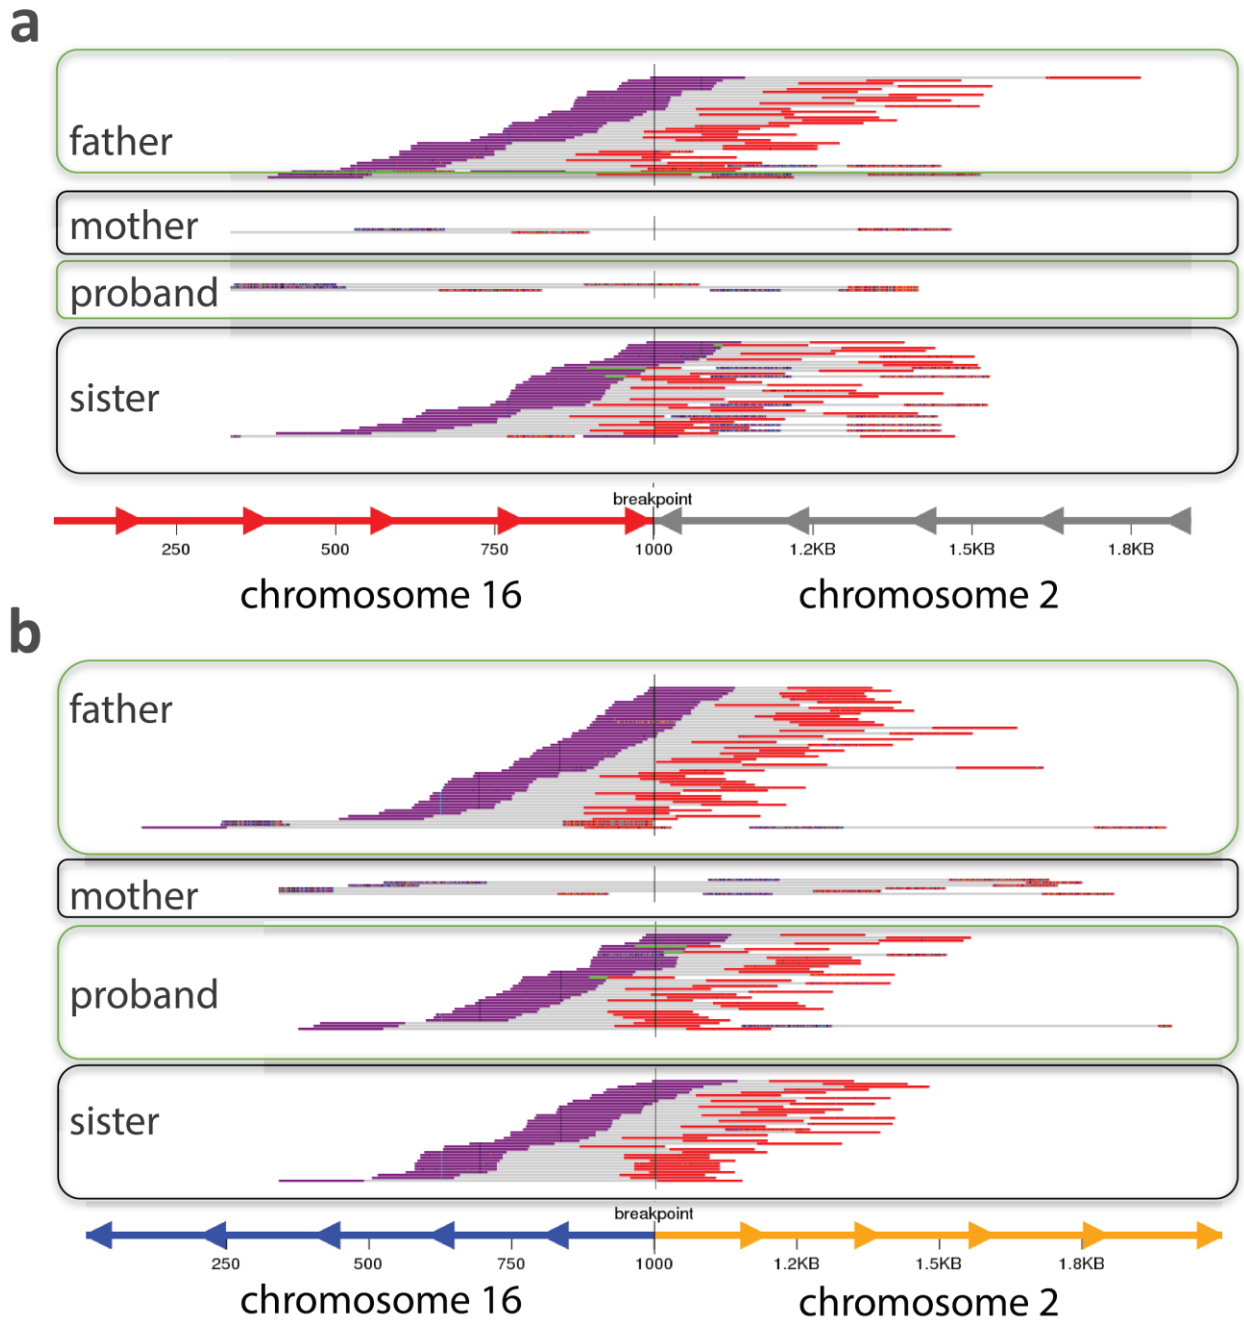 a
father
mother
proband
sister
breakpoint
250 500 750 1000 1.2KB 1.5KB 1.8KB
chromosome 16 chromosome 2
b
father
mother
proband
sister
breakpoint
250 500 750 1000 1.2KB 1.5KB 1.8KB
chromosome 16 chromosome 2